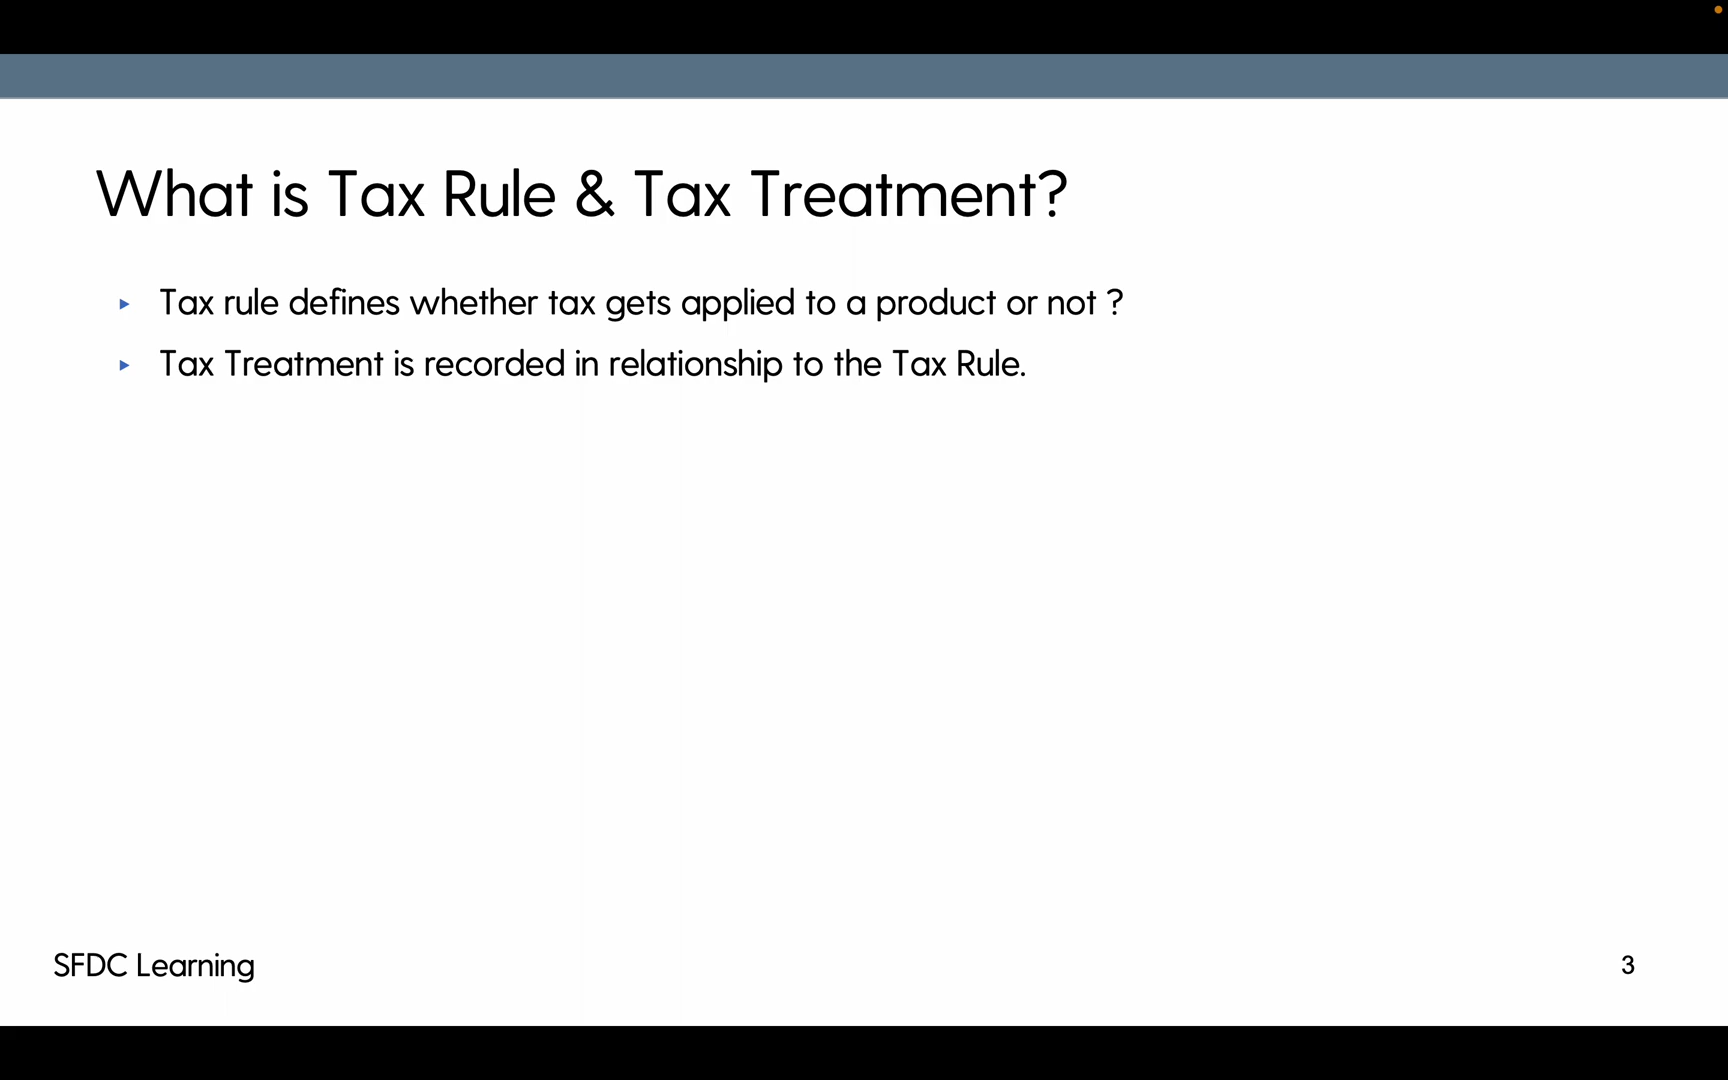 What is Tax Rule & Tax Treatment?
Tax rule defines whether tax gets applied to a product or not ?
Tax Treatment is recorded in relationship to the Tax Rule.
SFDC Learning
3